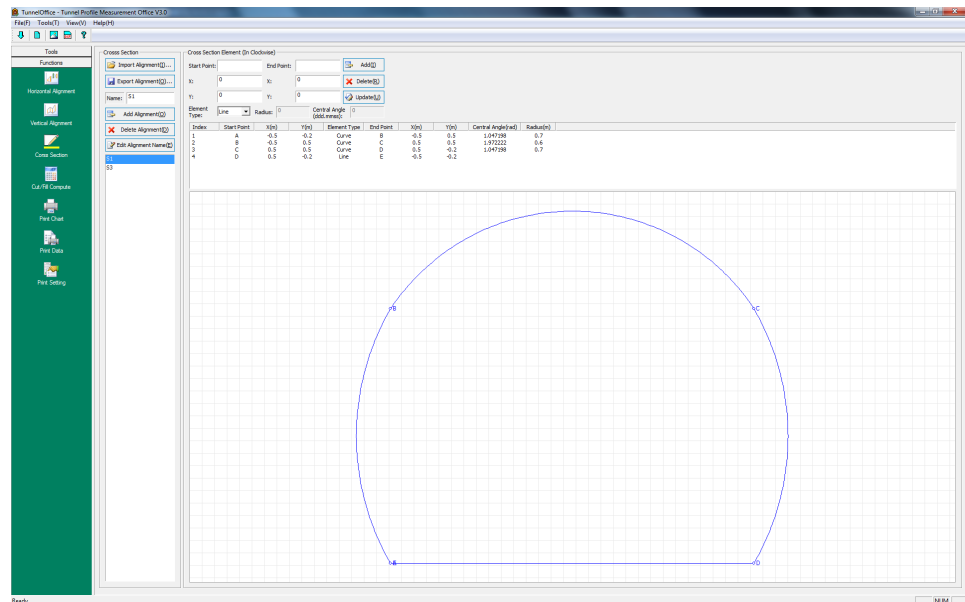 TunnelOffice - Tunnel Profile Measurement Office V3.0
File(F) Tools(T) View(V) Help(H)
Tools
Functions
Horizontal Alignment
Vertical Alignment
Cross Section
Cut/Fill Compute
Print Chart
Print Data
Print Setting
Crosss Section
Import Alignment(I)...
Export Alignment(O)...
Name: S1
Add Alignment(O)
Delete Alignment(D)
Edit Alignment Name(E)
S1
S3
Cross Section Element (In Clockwise)
Start Point: End Point: Add(I)
X: 0 X: 0 Delete(R)
Y: 0 Y: 0 Update(U)
Element Type: Line Radius: 0 Central Angle (ddd.mmss): 0
Index Start Point X(m) Y(m) Element Type End Point X(m) Y(m) Central Angle(rad) Radius(m)
1 A -0.5 -0.2 Curve B -0.5 0.5 1.047198 0.7
2 B -0.5 0.5 Curve C 0.5 0.5 1.972222 0.6
3 C 0.5 0.5 Curve D 0.5 -0.2 1.047198 0.7
4 D 0.5 -0.2 Line E -0.5 -0.2
B C
D
Ready NUM